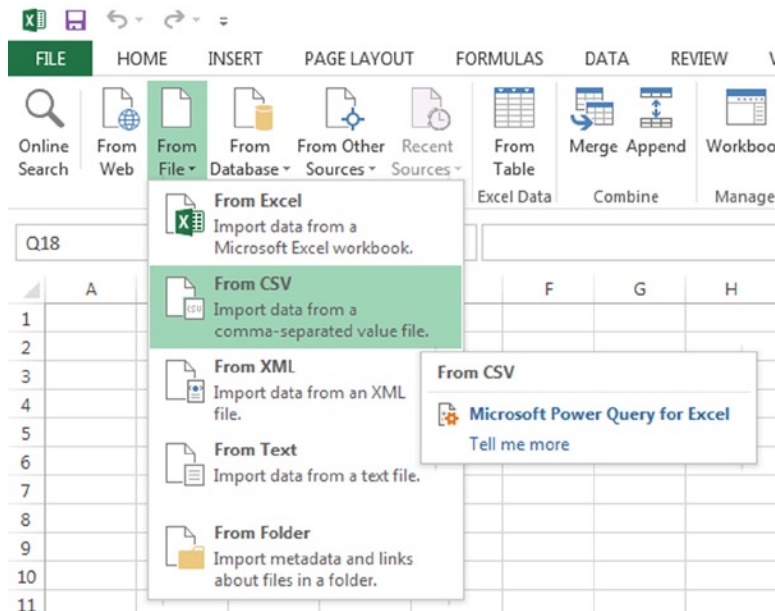 FILE HOME INSERT PAGE LAYOUT FORMULAS DATA REVIEW
Online Search
From Web
From File
From Database
From Other Sources
Recent Sources
From Table
Merge
Append
Excel Data
Combine
Q18
From Excel
Import data from a
Microsoft Excel workbook.
From CSV
Import data from a
comma-separated value file.
From XML
Import data from an XML
file.
From Text
Import data from a text file.
From Folder
Import metadata and links
about files in a folder.
From CSV
Microsoft Power Query for Excel
Tell me more
A F G H
1
2
3
4
5
6
7
8
9
10
11